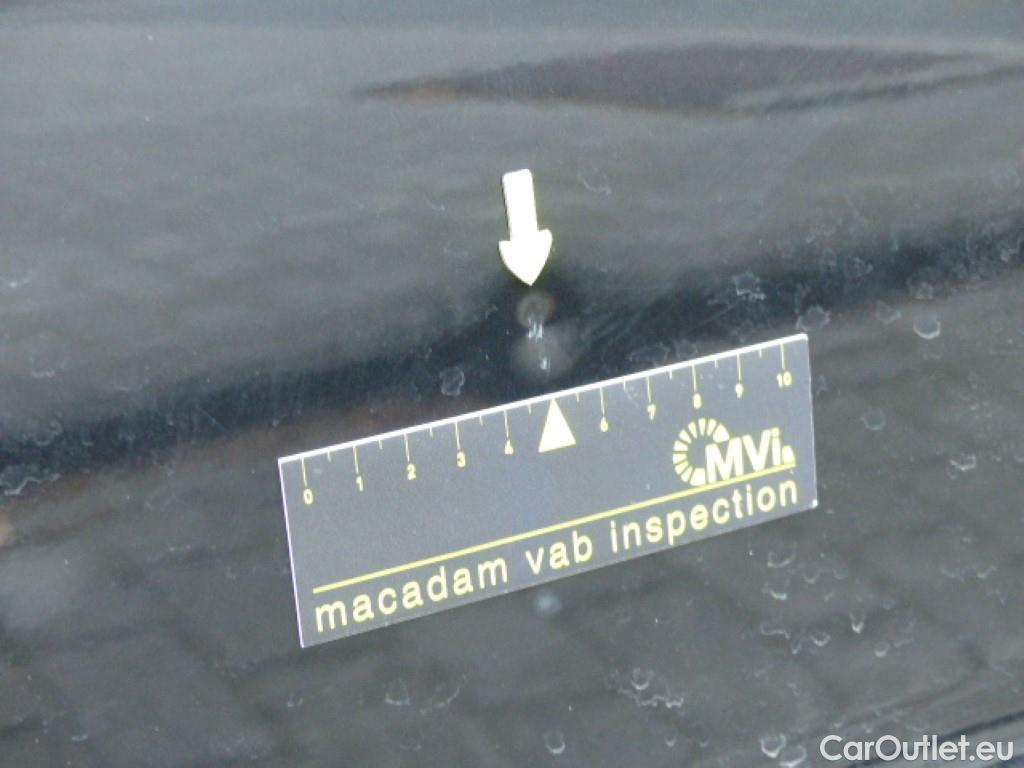 0 1 2 3 4 6 7 8 9 10
MVi
macadam vab inspection
CarOutlet.eu